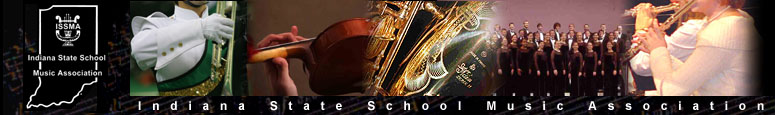 ISSMA
Indiana State School
Music Association
Indiana State School Music Association